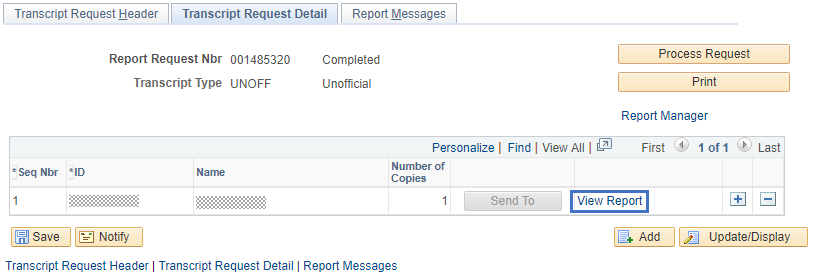 Transcript Request Header Transcript Request Detail Report Messages
Report Request Nbr 001485320 Completed Process Request
Transcript Type UNOFF Unofficial Print
Report Manager
Personalize | Find | View All | First 1 of 1 Last
*Seq Nbr *ID Name Number of Copies
1 1 Send To View Report
Save Notify Add Update/Display
Transcript Request Header | Transcript Request Detail | Report Messages